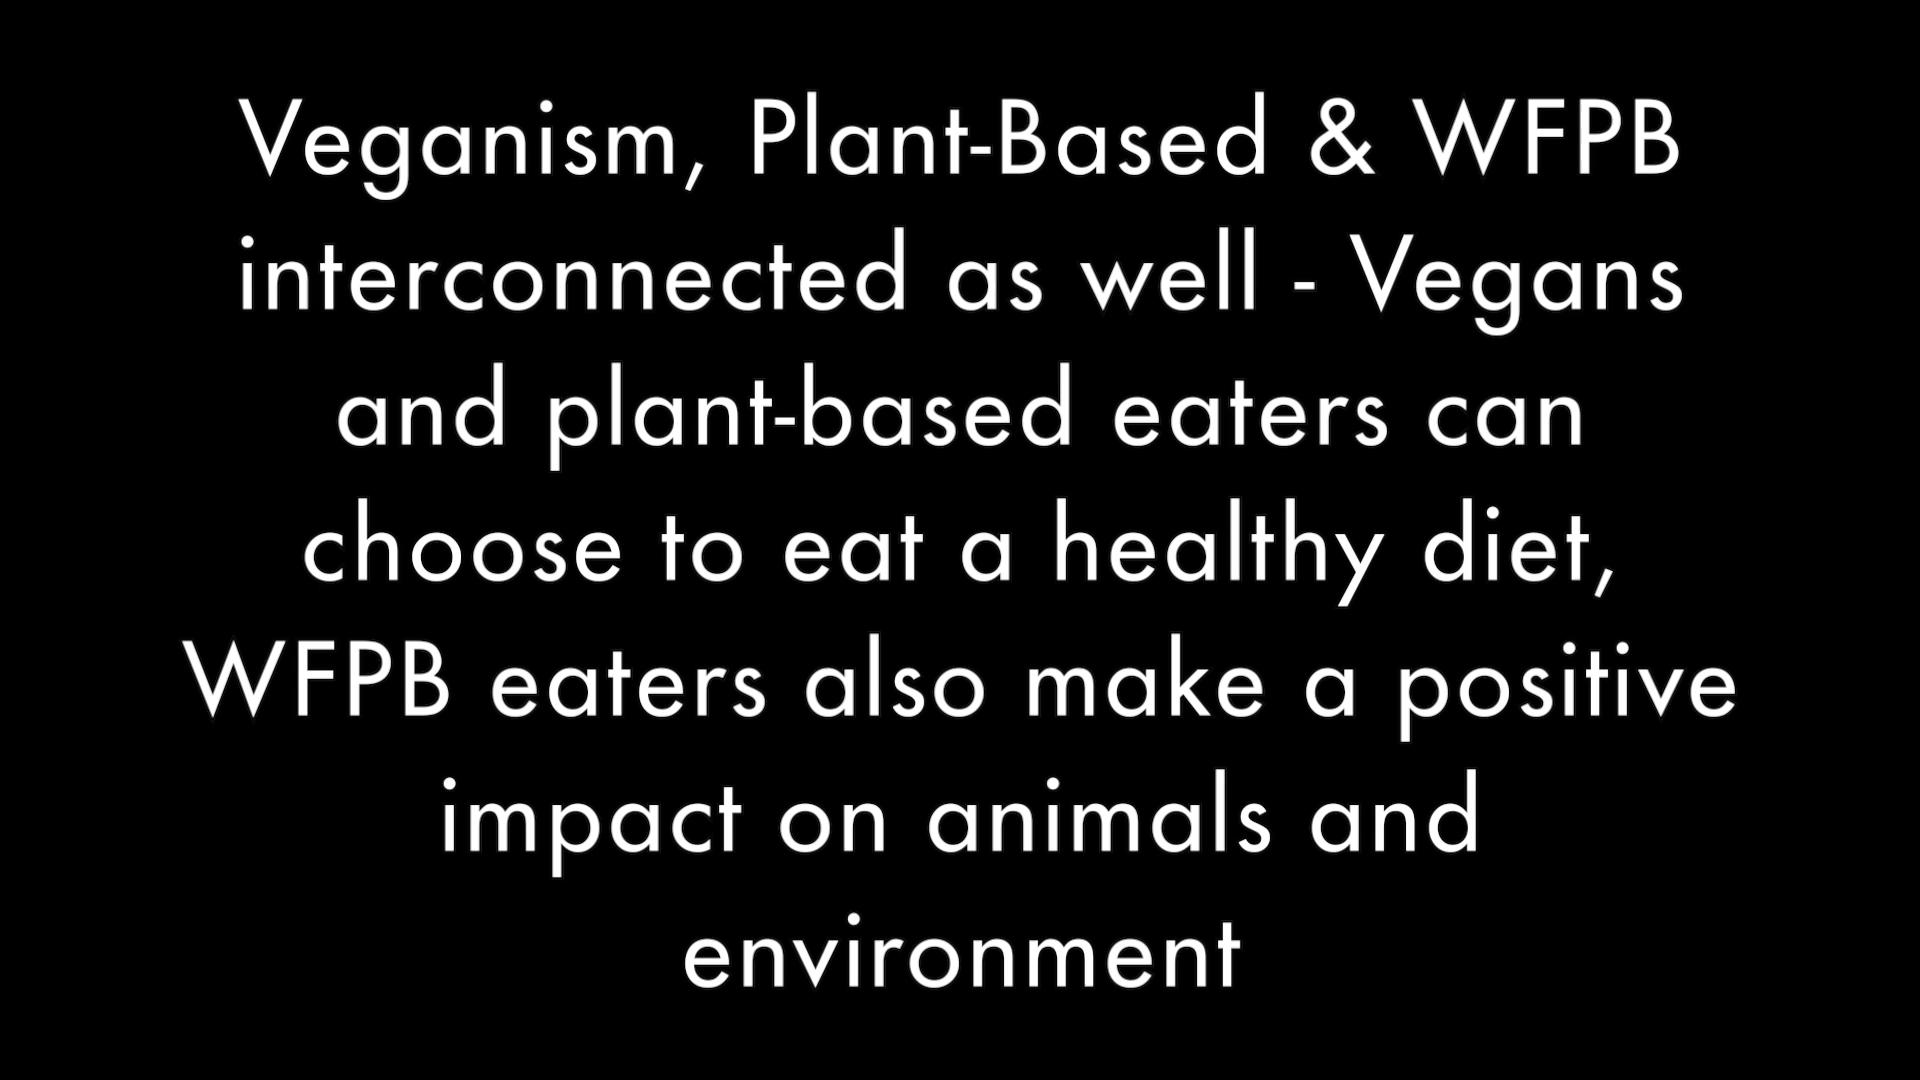 Veganism, Plant-Based & WFPB
interconnected as well - Vegans
and plant-based eaters can
choose to eat a healthy diet,
WFPB eaters also make a positive
impact on animals and
environment